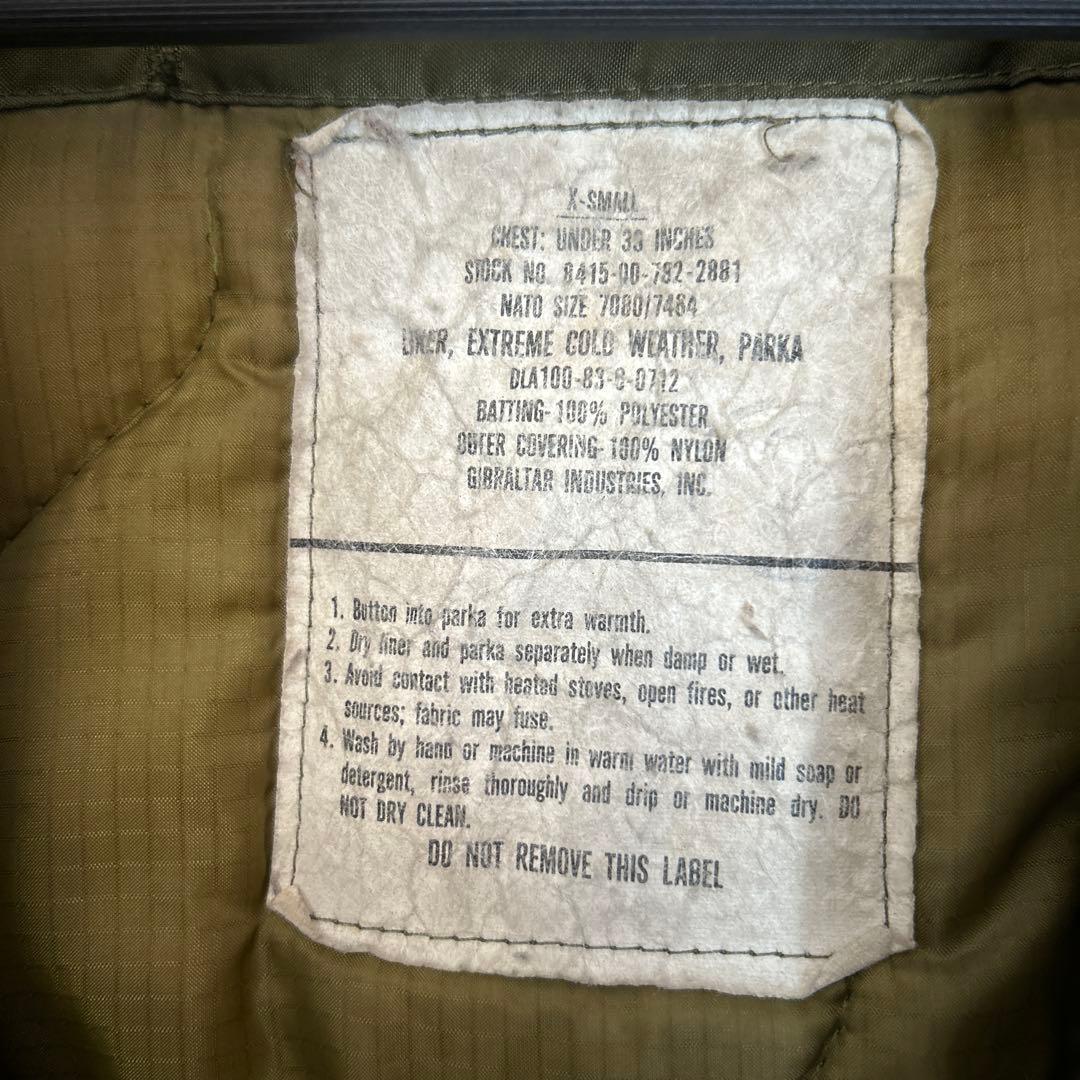 X-SMALL
CHEST: UNDER 33 INCHES
STOCK NO. 8415-00-782-2881
NATO SIZE 7080/7484
LINER, EXTREME COLD WEATHER, PARKA
DLA100-83-C-0712
BATTING-100% POLYESTER
OUTER COVERING-100% NYLON
GIBRALTAR INDUSTRIES, INC.
1. Button into parka for extra warmth.
2. Dry liner and parka separately when damp or wet.
3. Avoid contact with heated stoves, open fires, or other heat
sources; fabric may fuse.
4. Wash by hand or machine in warm water with mild soap or
detergent, rinse thoroughly and drip or machine dry. DO
NOT DRY CLEAN.
DO NOT REMOVE THIS LABEL